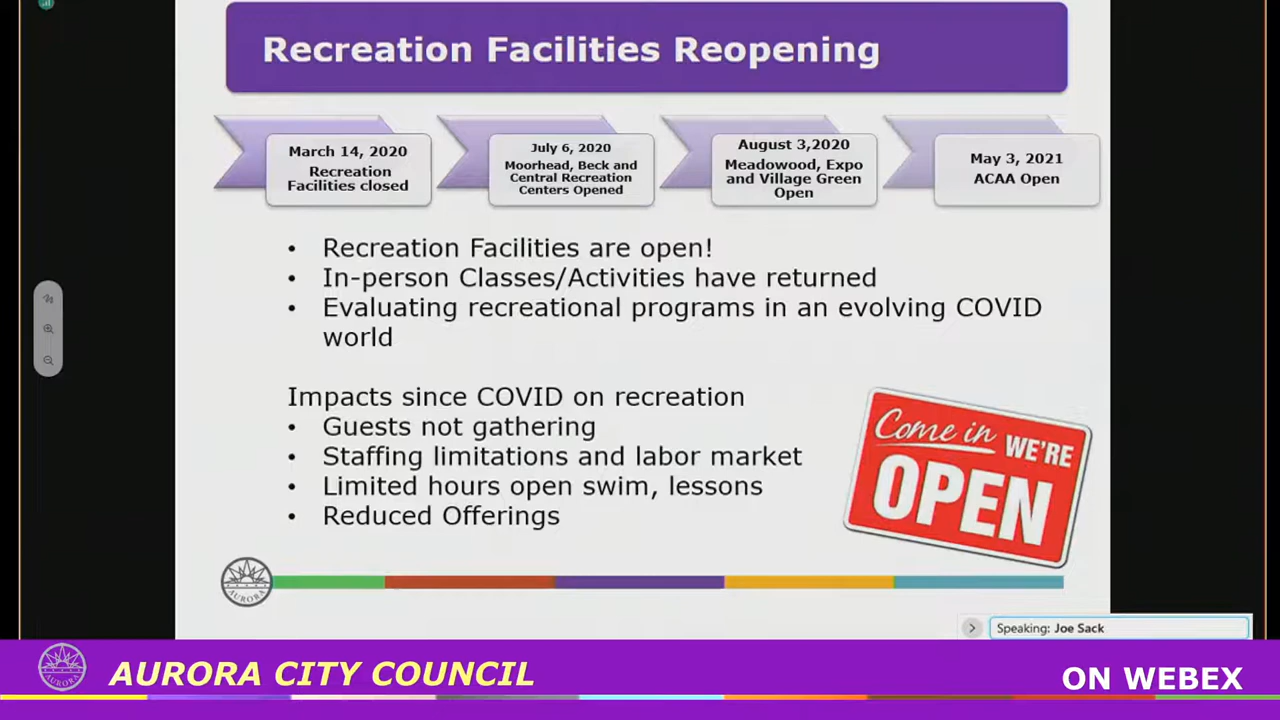 Recreation Facilities Reopening
March 14, 2020
Recreation
Facilities closed
July 6, 2020
Moorhead, Beck and
Central Recreation
Centers Opened
August 3,2020
Meadowood, Expo
and Village Green
Open
May 3, 2021
ACAA Open
• Recreation Facilities are open!
• In-person Classes/Activities have returned
• Evaluating recreational programs in an evolving COVID
world
Impacts since COVID on recreation
• Guests not gathering
• Staffing limitations and labor market
• Limited hours open swim, lessons
• Reduced Offerings
Come in WE'RE
OPEN
AURORA
Speaking: Joe Sack
AURORA CITY COUNCIL
ON WEBEX